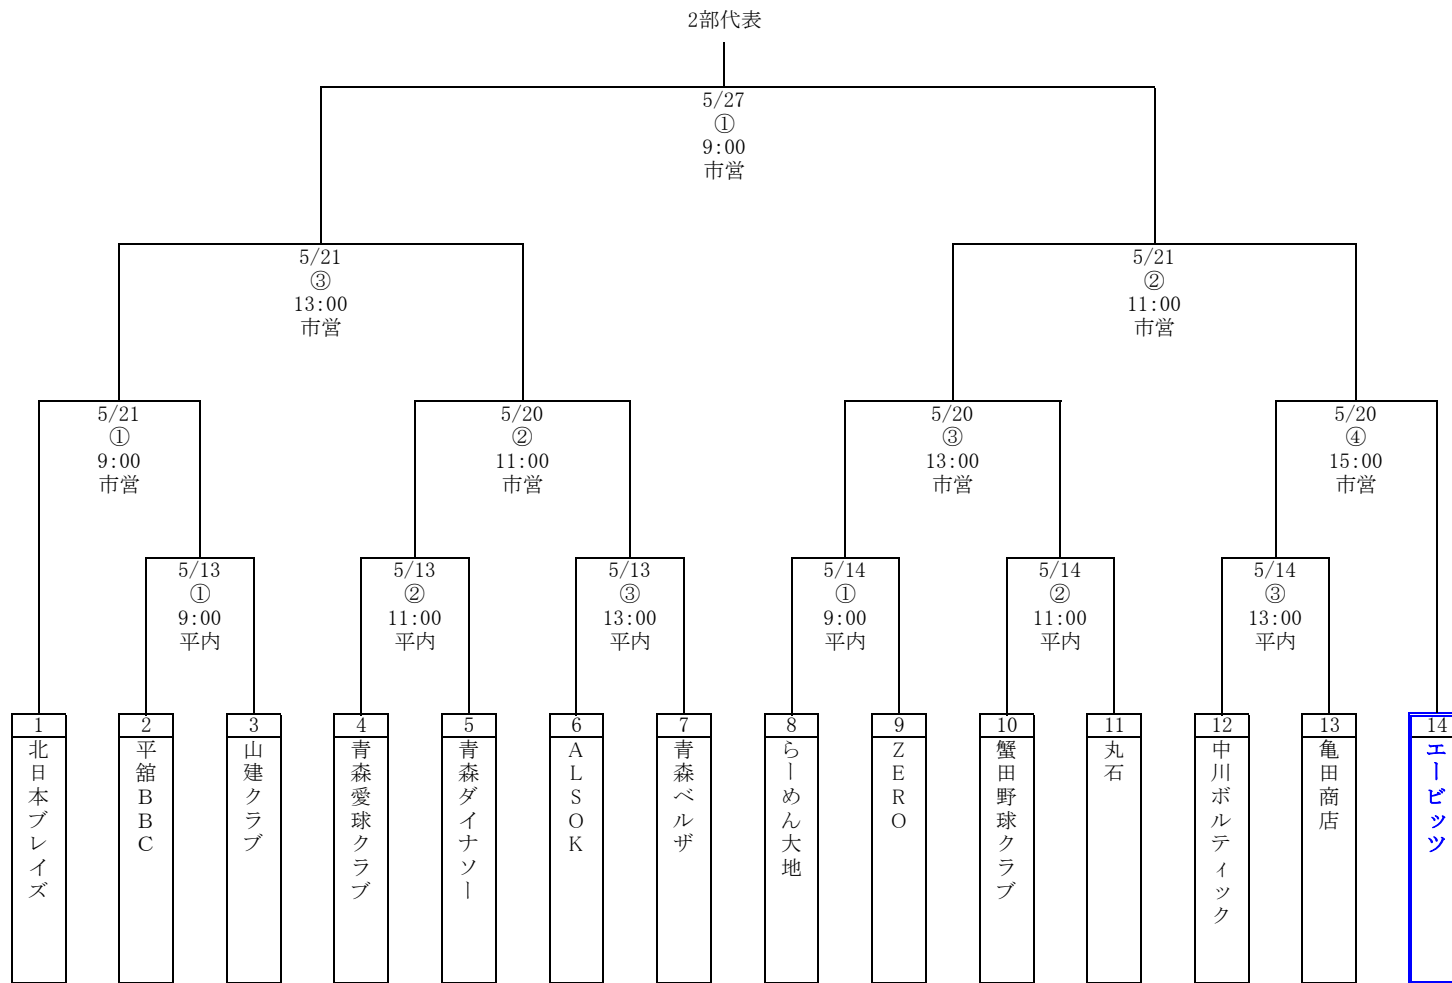 2部代表
5/27
①
9:00
市営
5/21
③
13:00
市営
5/21
②
11:00
市営
5/21
①
9:00
市営
5/20
②
11:00
市営
5/20
③
13:00
市営
5/20
④
15:00
市営
5/13
①
9:00
平内
5/13
②
11:00
平内
5/13
③
13:00
平内
5/14
①
9:00
平内
5/14
②
11:00
平内
5/14
③
13:00
平内
1
北日本ブレイズ
2
平舘BBC
3
山建クラブ
4
青森愛球クラブ
5
青森ダイナソー
6
ALSOK
7
青森ベルザ
8
らーめん大地
9
ZERO
10
蟹田野球クラブ
11
丸石
12
中川ボルティック
13
亀田商店
14
エービッツ